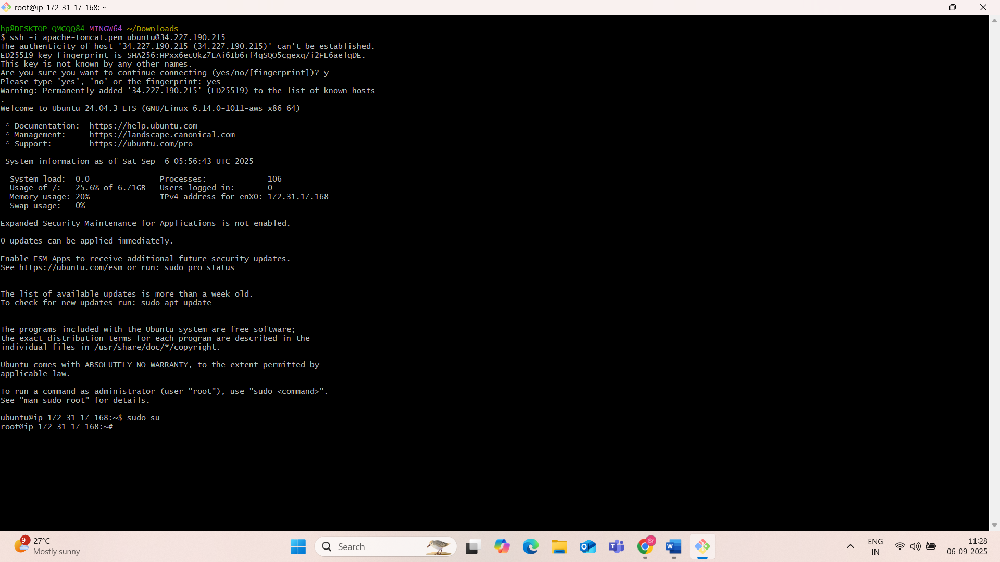 root@ip-172-31-17-168: ~
hp@DESKTOP-QMCQQ84 MINGW64 ~/Downloads
$ ssh -i apache-tomcat.pem ubuntu@34.227.190.215
The authenticity of host '34.227.190.215 (34.227.190.215)' can't be established.
ED25519 key fingerprint is SHA256:HPxx6ecUkz7LAi6Ib6+f4qSQO5cgexq/i2FL6aelqDE.
This key is not known by any other names.
Are you sure you want to continue connecting (yes/no/[fingerprint])? y
Please type 'yes', 'no' or the fingerprint: yes
Warning: Permanently added '34.227.190.215' (ED25519) to the list of known hosts
.
Welcome to Ubuntu 24.04.3 LTS (GNU/Linux 6.14.0-1011-aws x86_64)
* Documentation:  https://help.ubuntu.com
* Management:     https://landscape.canonical.com
* Support:        https://ubuntu.com/pro
System information as of Sat Sep  6 05:56:43 UTC 2025
System load:  0.0               Processes:             106
Usage of /:   25.6% of 6.71GB   Users logged in:       0
Memory usage: 20%               IPv4 address for enX0: 172.31.17.168
Swap usage:   0%
Expanded Security Maintenance for Applications is not enabled.
0 updates can be applied immediately.
Enable ESM Apps to receive additional future security updates.
See https://ubuntu.com/esm or run: sudo pro status
The list of available updates is more than a week old.
To check for new updates run: sudo apt update
The programs included with the Ubuntu system are free software;
the exact distribution terms for each program are described in the
individual files in /usr/share/doc/*/copyright.
Ubuntu comes with ABSOLUTELY NO WARRANTY, to the extent permitted by
applicable law.
To run a command as administrator (user "root"), use "sudo <command>".
See "man sudo_root" for details.
ubuntu@ip-172-31-17-168:~$ sudo su -
root@ip-172-31-17-168:~#
9+
27°C
Mostly sunny
Search
Sr
ENG
IN
11:28
06-09-2025